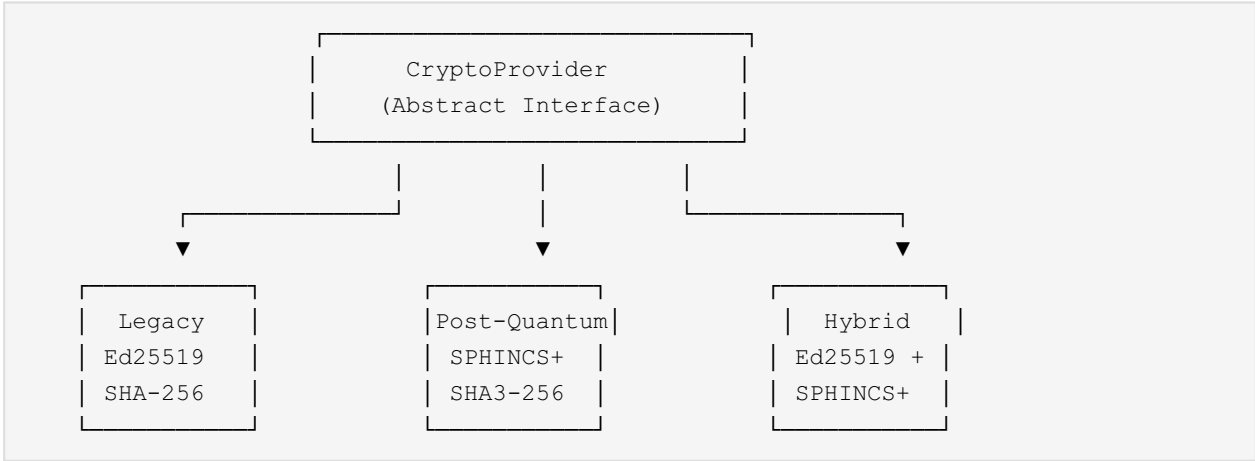 CryptoProvider
(Abstract Interface)
Legacy Post-Quantum Hybrid
Ed25519 SPHINCS+ Ed25519 +
SHA-256 SHA3-256 SPHINCS+